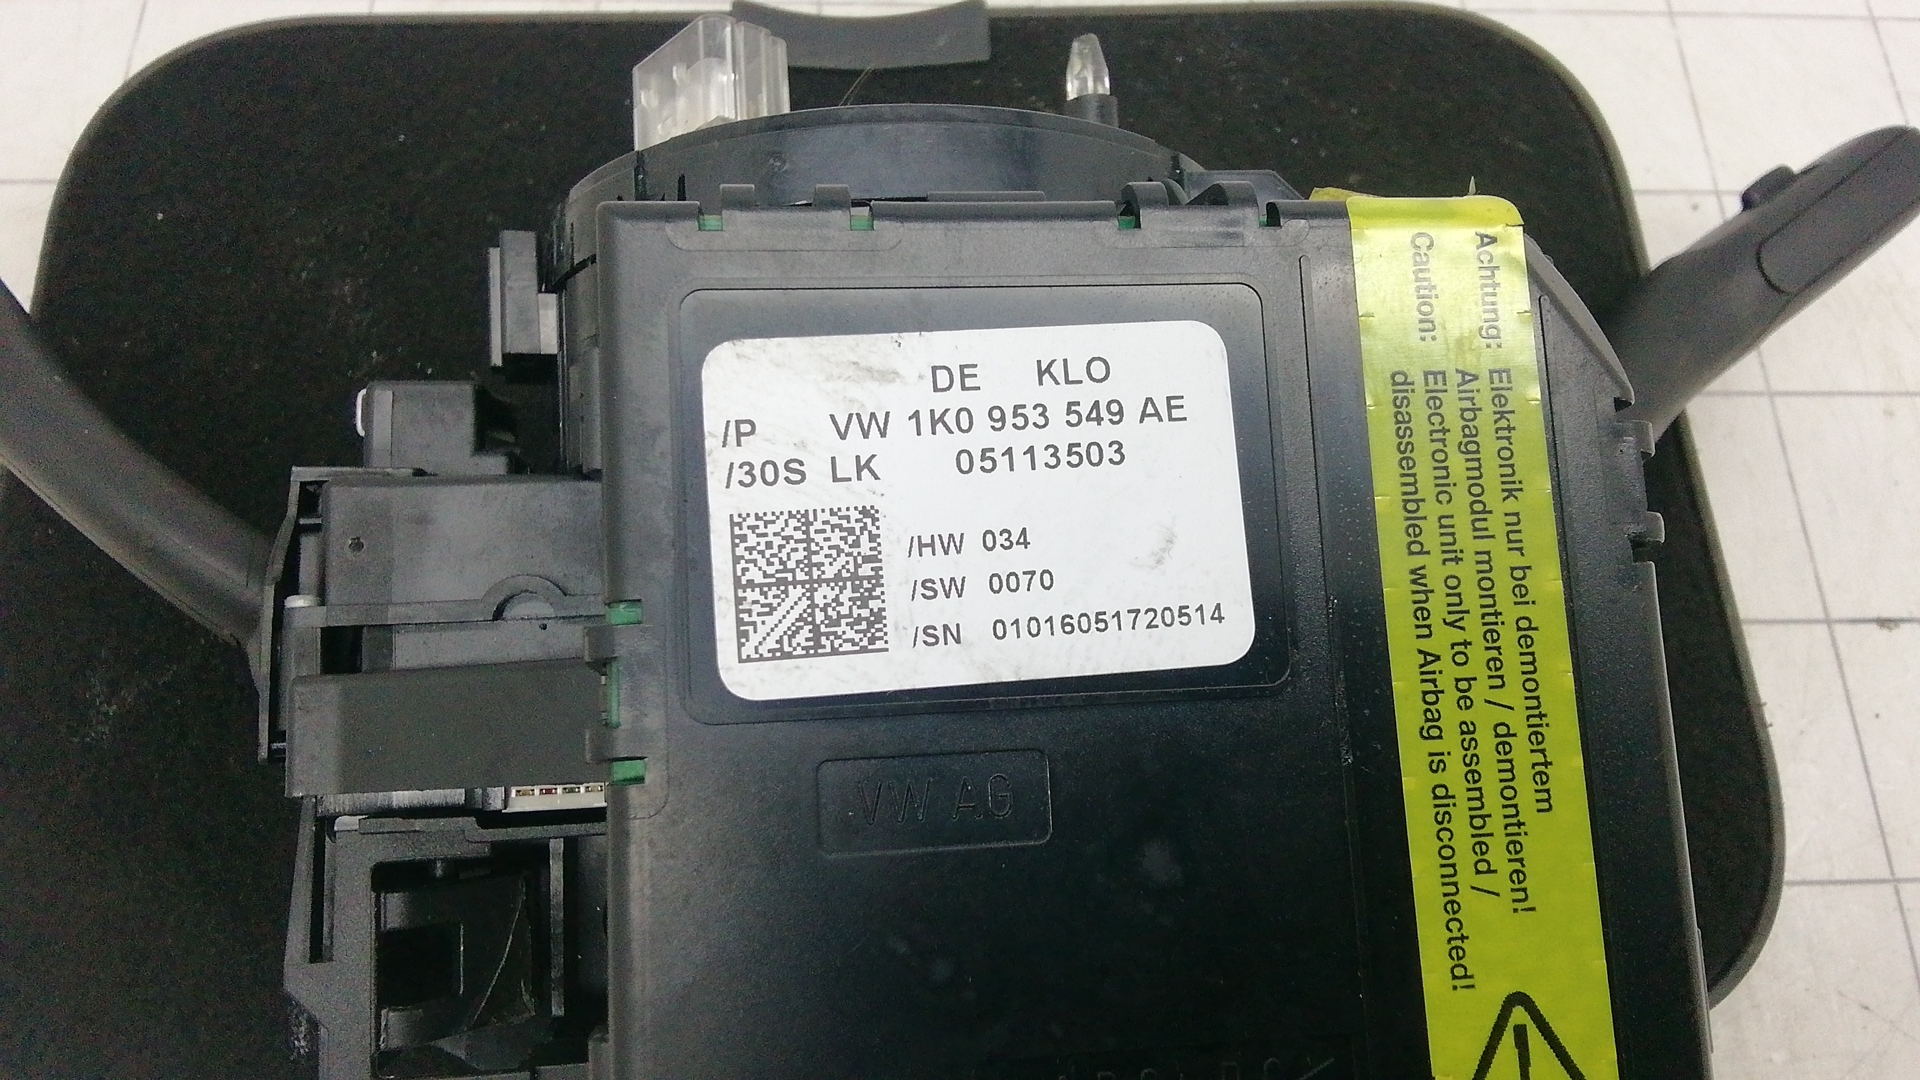 DE KLO
/P VW 1K0 953 549 AE
/30S LK 05113503
/HW 034
/SW 0070
/SN 01016051720514
VW AG
Achtung: Elektronik nur bei demontiertem
Airbagmodul montieren / demontieren!
Caution: Electronic unit only to be assembled /
disassembled when Airbag is disconnected!